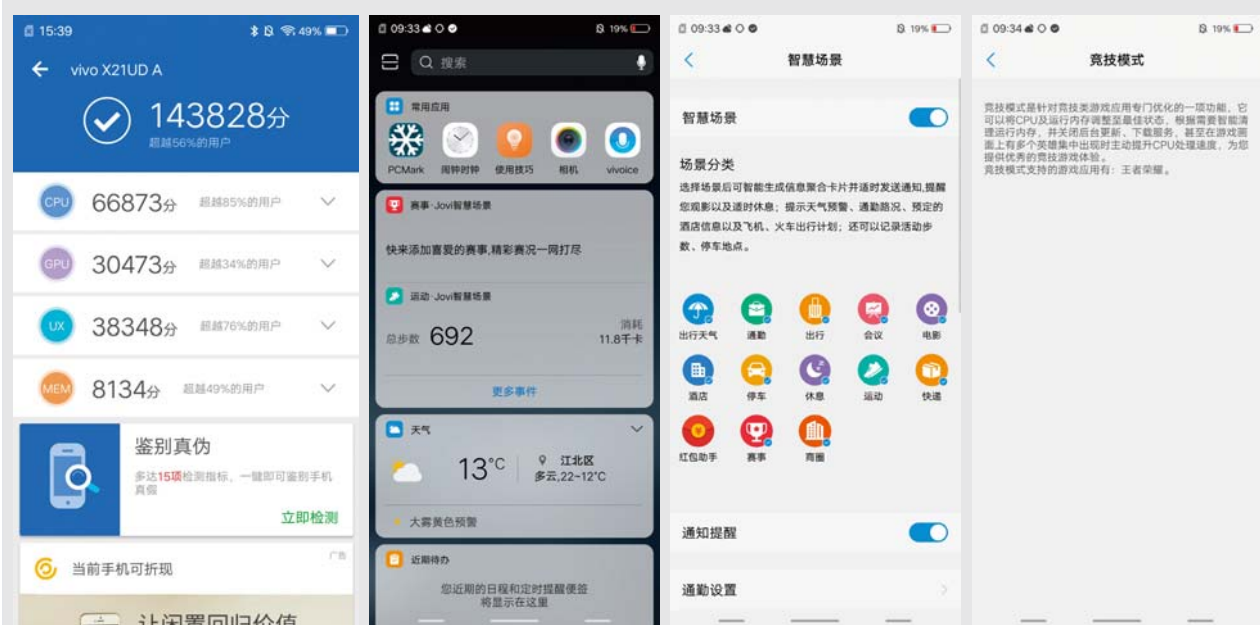 15:39
49%
vivo X21UD A
143828分
超越56%的用户
CPU
66873分
超越85%的用户
GPU
30473分
超越34%的用户
UX
38348分
超越76%的用户
MEM
8134分
超越49%的用户
鉴别真伪
多达15项检测指标，一键即可鉴别手机
真假
立即检测
广告
当前手机可折现
让闲置回归价值
09:33
19%
搜索
常用应用
PCMark
闹钟时钟
使用技巧
相机
vivoice
赛事·Jovi智慧场景
快来添加喜爱的赛事,精彩赛况一网打尽
运动·Jovi智慧场景
总步数 692
消耗
11.8千卡
更多事件
天气
13°C
江北区
多云,22~12°C
大雾黄色预警
近期待办
您近期的日程和定时提醒便签
将显示在这里
09:33
19%
智慧场景
智慧场景
场景分类
选择场景后可智能生成信息聚合卡片并适时发送通知,提醒
您观影以及适时休息；提示天气预警、通勤路况、预定的
酒店信息以及飞机、火车出行计划；还可以记录活动步
数、停车地点。
出行天气
通勤
出行
会议
电影
酒店
停车
休息
运动
快递
红包助手
赛事
商圈
通知提醒
通勤设置
09:34
19%
竞技模式
竞技模式是针对竞技类游戏应用专门优化的一项功能，它
可以将CPU及运行内存调整至最佳状态，根据需要智能清
理运行内存，并关闭后台更新、下载服务，甚至在游戏画
面上有多个英雄集中出现时主动提升CPU处理速度，为您
提供优秀的竞技游戏体验。
竞技模式支持的游戏应用有：王者荣耀。